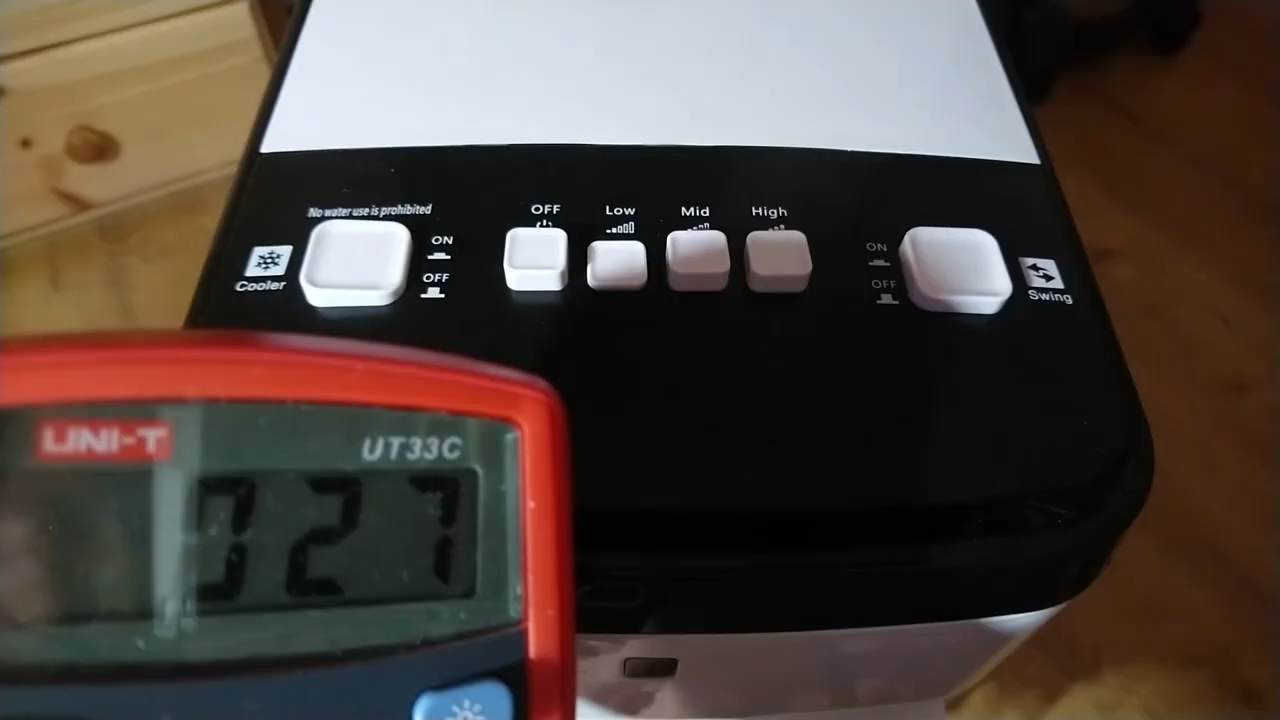 No water use is prohibited
OFF Low Mid High
ON
OFF
Cooler
ON
OFF
Swing
UNI-T
UT33C
027